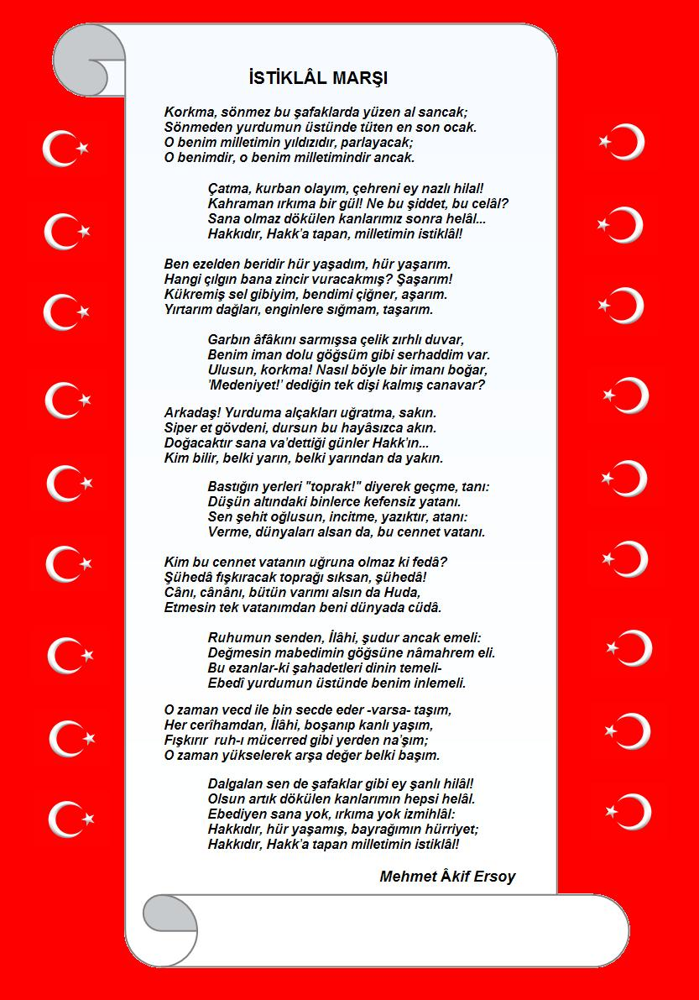 İSTİKLÂL MARŞI
Korkma, sönmez bu şafaklarda yüzen al sancak;
Sönmeden yurdumun üstünde tüten en son ocak.
O benim milletimin yıldızıdır, parlayacak;
O benimdir, o benim milletimindir ancak.
Çatma, kurban olayım, çehreni ey nazlı hilal!
Kahraman ırkıma bir gül! Ne bu şiddet, bu celâl?
Sana olmaz dökülen kanlarımız sonra helâl...
Hakkıdır, Hakk'a tapan, milletimin istiklâl!
Ben ezelden beridir hür yaşadım, hür yaşarım.
Hangi çılgın bana zincir vuracakmış? Şaşarım!
Kükremiş sel gibiyim, bendimi çiğner, aşarım.
Yırtarım dağları, enginlere sığmam, taşarım.
Garbın âfâkını sarmışsa çelik zırhlı duvar,
Benim iman dolu göğsüm gibi serhaddim var.
Ulusun, korkma! Nasıl böyle bir imanı boğar,
'Medeniyet!' dediğin tek dişi kalmış canavar?
Arkadaş! Yurduma alçakları uğratma, sakın.
Siper et gövdeni, dursun bu hayâsızca akın.
Doğacaktır sana va'dettiği günler Hakk'ın...
Kim bilir, belki yarın, belki yarından da yakın.
Bastığın yerleri "toprak!" diyerek geçme, tanı:
Düşün altındaki binlerce kefensiz yatanı.
Sen şehit oğlusun, incitme, yazıktır, atanı:
Verme, dünyaları alsan da, bu cennet vatanı.
Kim bu cennet vatanın uğruna olmaz ki fedâ?
Şühedâ fışkıracak toprağı sıksan, şühedâ!
Cânı, cânânı, bütün varımı alsın da Huda,
Etmesin tek vatanımdan beni dünyada cüdâ.
Ruhumun senden, İlâhi, şudur ancak emeli:
Değmesin mabedimin göğsüne nâmahrem eli.
Bu ezanlar-ki şahadetleri dinin temeli-
Ebedî yurdumun üstünde benim inlemeli.
O zaman vecd ile bin secde eder -varsa- taşım,
Her cerîhamdan, İlâhi, boşanıp kanlı yaşım,
Fışkırır ruh-ı mücerred gibi yerden na'şım;
O zaman yükselerek arşa değer belki başım.
Dalgalan sen de şafaklar gibi ey şanlı hilâl!
Olsun artık dökülen kanlarımın hepsi helâl.
Ebediyen sana yok, ırkıma yok izmihlâl:
Hakkıdır, hür yaşamış, bayrağımın hürriyet;
Hakkıdır, Hakk'a tapan milletimin istiklâl!
Mehmet Âkif Ersoy